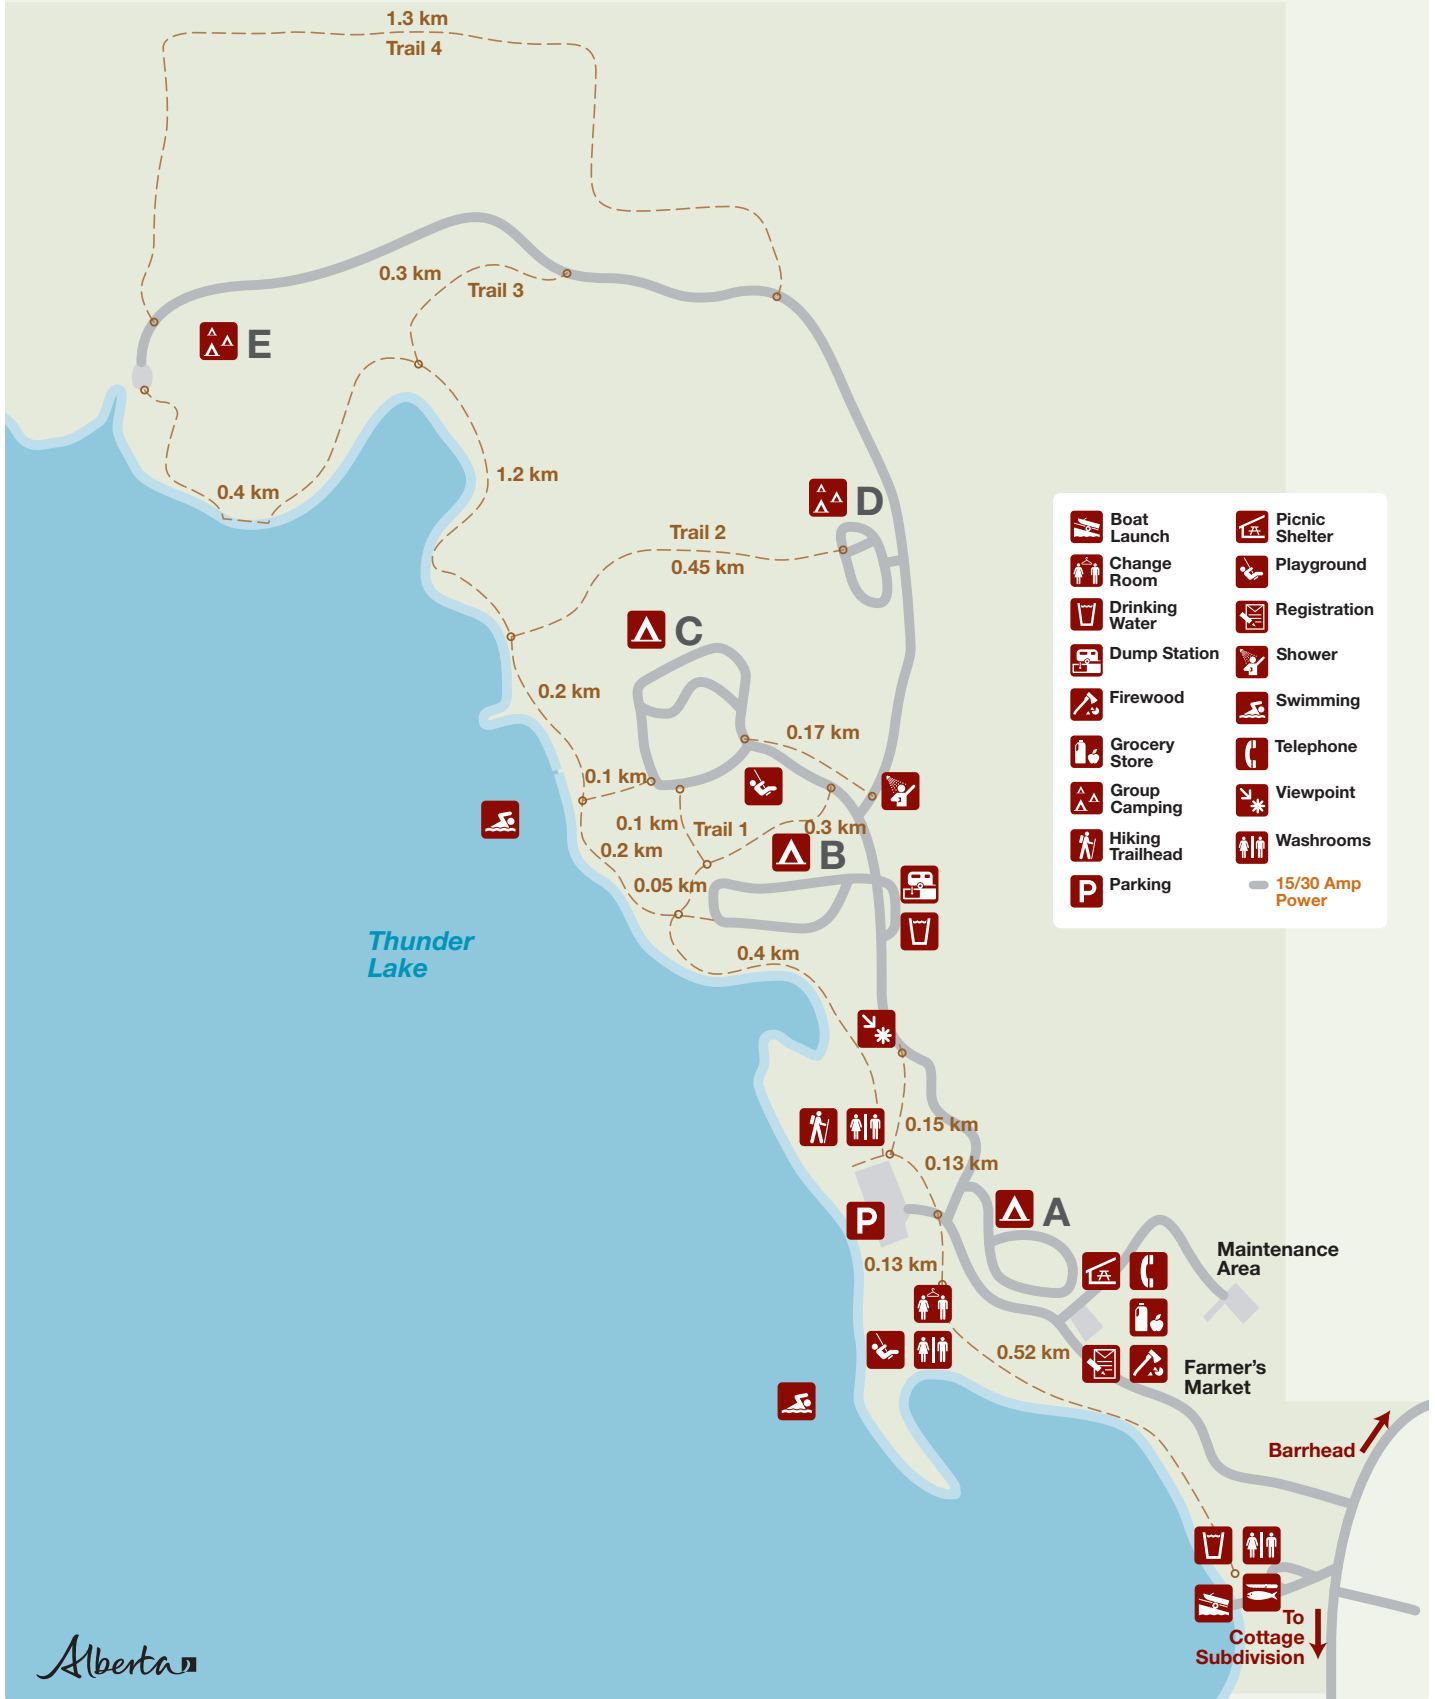 1.3 km
Trail 4
0.3 km
Trail 3
E
1.2 km
0.4 km
D
Trail 2
0.45 km
C
0.2 km
0.17 km
0.1 km
0.1 km
Trail 1
0.3 km
0.2 km
B
0.05 km
Thunder
Lake
0.4 km
0.15 km
0.13 km
P
A
0.13 km
Maintenance
Area
0.52 km
Farmer's
Market
Barrhead
To
Cottage
Subdivision
Alberta
Boat
Launch
Change
Room
Drinking
Water
Dump Station
Firewood
Grocery
Store
Group
Camping
Hiking
Trailhead
P
Parking
Picnic
Shelter
Playground
Registration
Shower
Swimming
Telephone
Viewpoint
Washrooms
15/30 Amp
Power